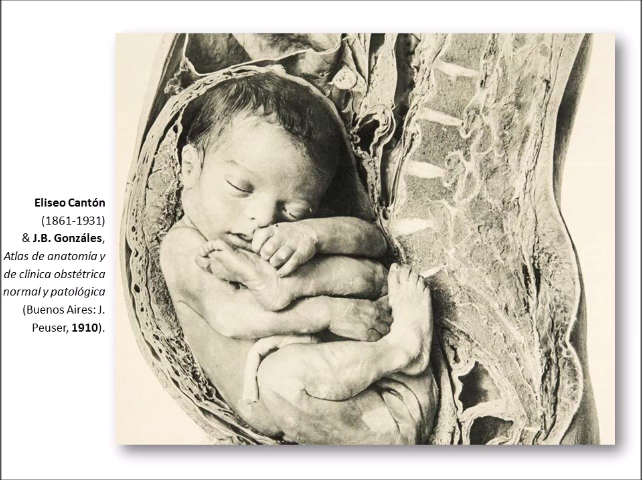 Eliseo Cantón
(1861-1931)
& J.B. Gonzáles,
Atlas de anatomía y
de clínica obstétrica
normal y patológica
(Buenos Aires: J.
Peuser, 1910).